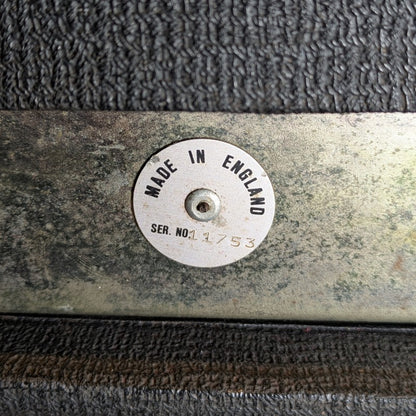 MADE IN ENGLAND
SER. NO. 11753